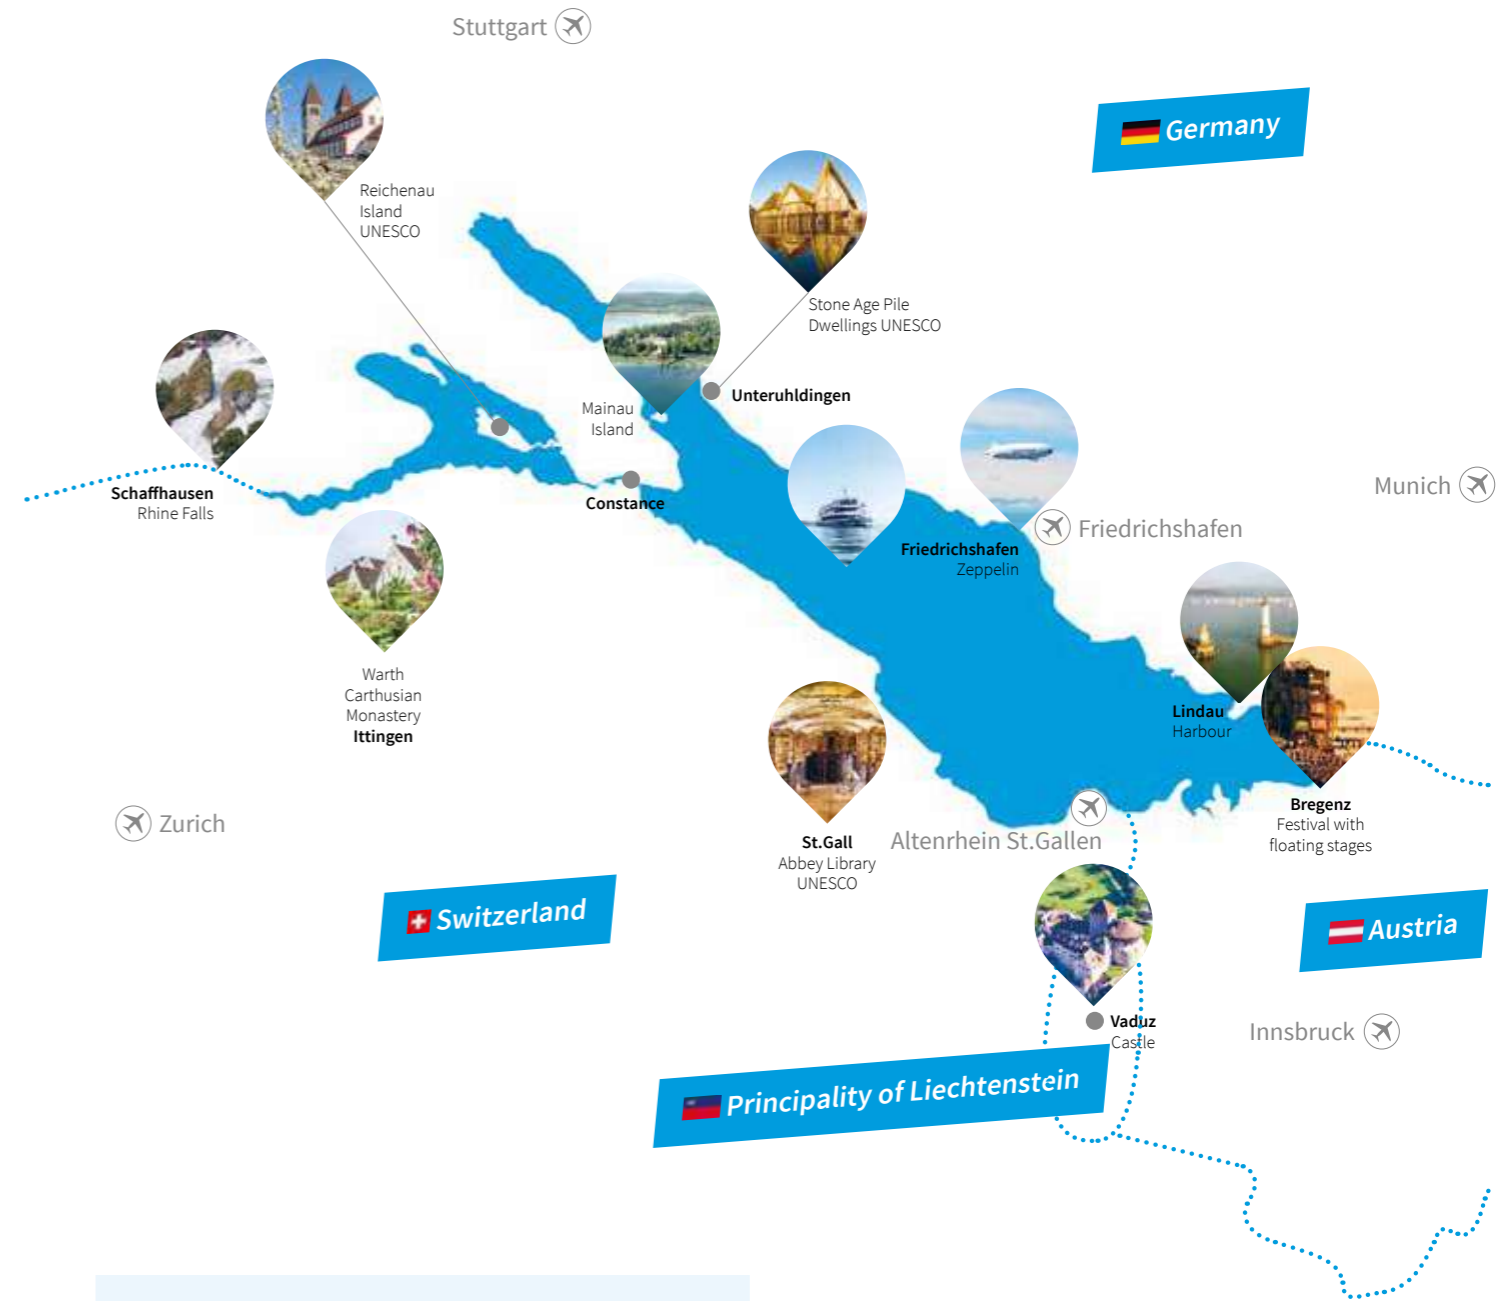 Stuttgart
Germany
Reichenau
Island
UNESCO
Stone Age Pile
Dwellings UNESCO
Unteruhldingen
Mainau
Island
Schaffhausen
Rhine Falls
Constance
Munich
Friedrichshafen
Friedrichshafen
Zeppelin
Warth
Carthusian
Monastery
Ittingen
Lindau
Harbour
Zurich
St.Gall
Abbey Library
UNESCO
Altenrhein St.Gallen
Bregenz
Festival with
floating stages
Switzerland
Austria
Vaduz
Castle
Innsbruck
Principality of Liechtenstein